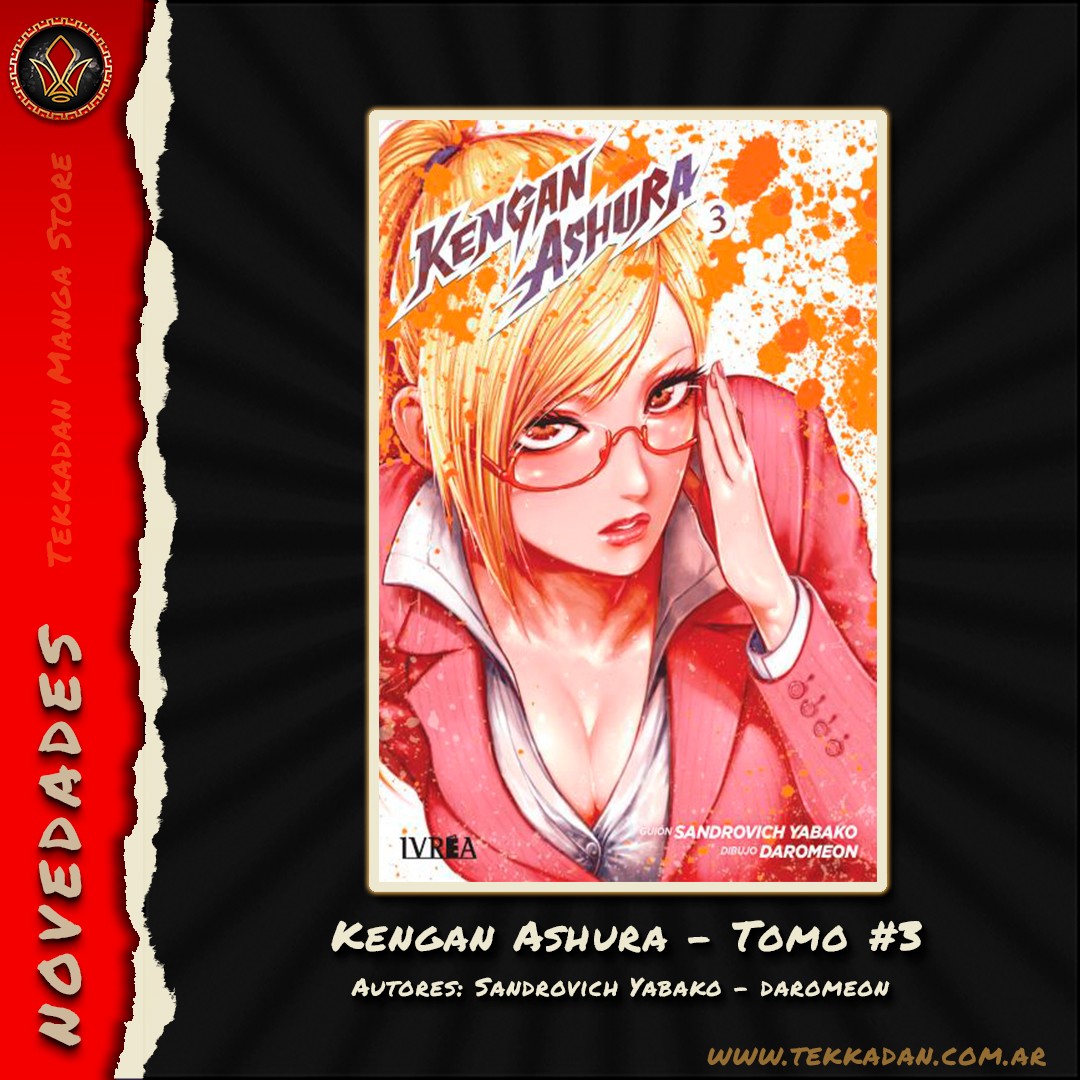 Tekkadan Manga Store
NOVEDADES
KENGAN
ASHURA
3
GUION SANDROVICH YABAKO
DIBUJO DAROMEON
IVREA
Kengan Ashura - Tomo #3
Autores: Sandrovich Yabako - daromeon
www.tekkadan.com.ar